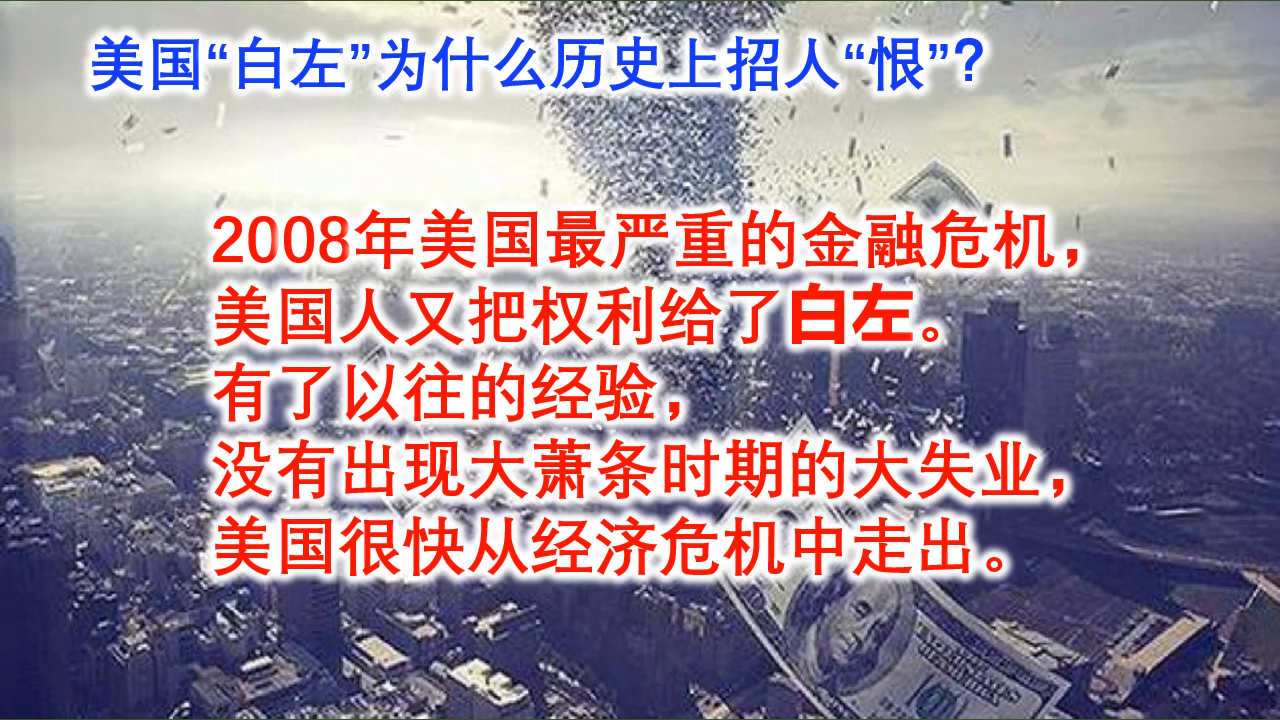 美国“白左”为什么历史上招人“恨”?
2008年美国最严重的金融危机，
美国人又把权利给了白左。
有了以往的经验，
没有出现大萧条时期的大失业，
美国很快从经济危机中走出。